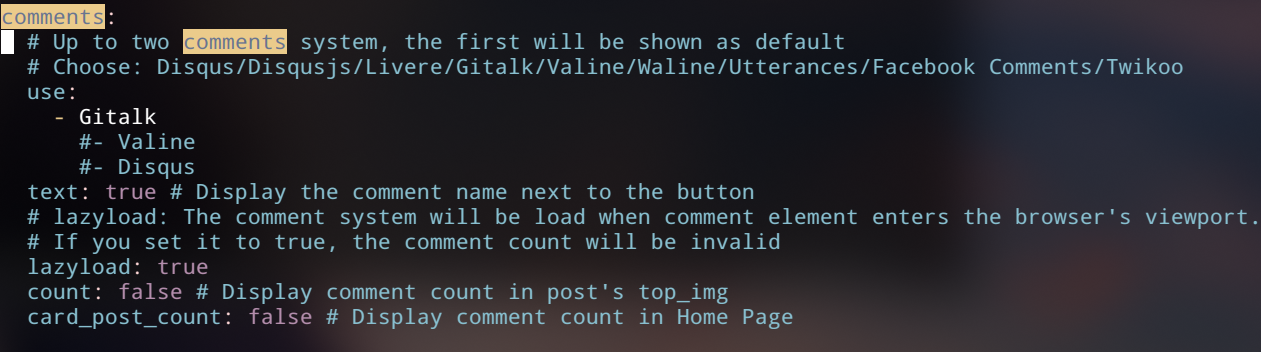 comments:
# Up to two comments system, the first will be shown as default
# Choose: Disqus/Disqusjs/Livere/Gitalk/Valine/Waline/Utterances/Facebook Comments/Twikoo
use:
- Gitalk
#- Valine
#- Disqus
text: true # Display the comment name next to the button
# lazyload: The comment system will be load when comment element enters the browser's viewport.
# If you set it to true, the comment count will be invalid
lazyload: true
count: false # Display comment count in post's top_img
card_post_count: false # Display comment count in Home Page